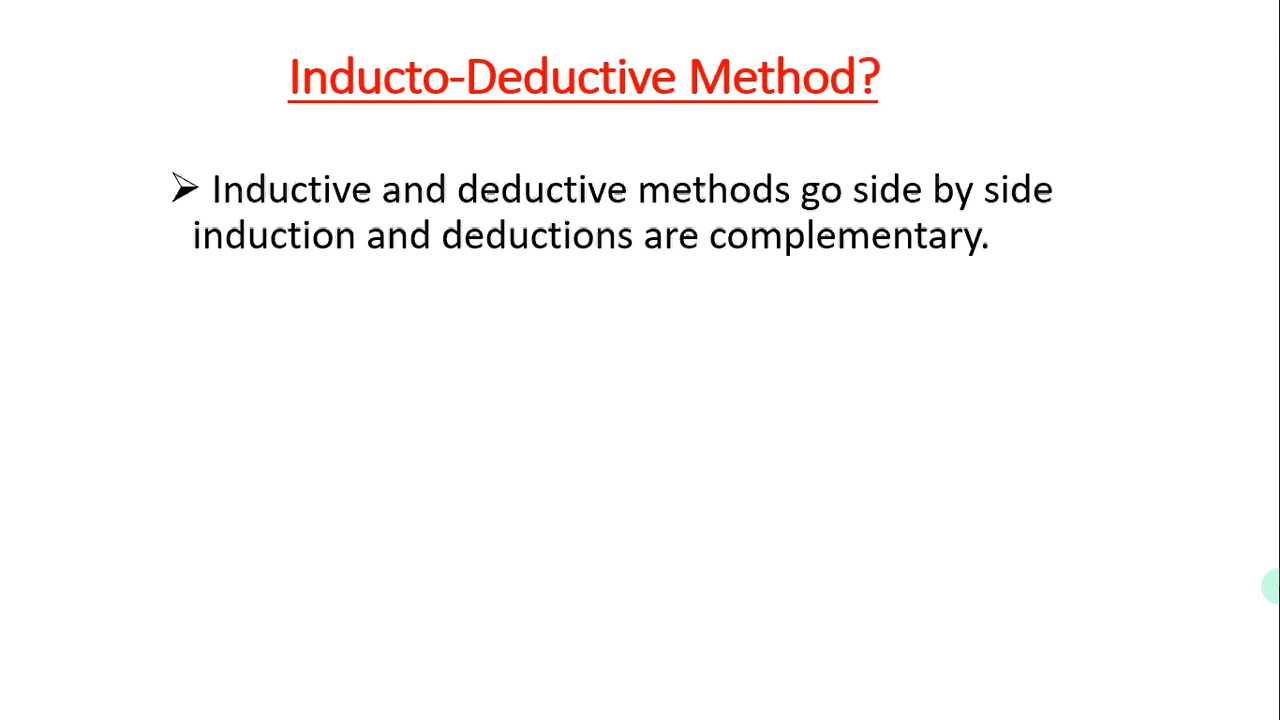 Inducto-Deductive Method?
➢ Inductive and deductive methods go side by side
induction and deductions are complementary.